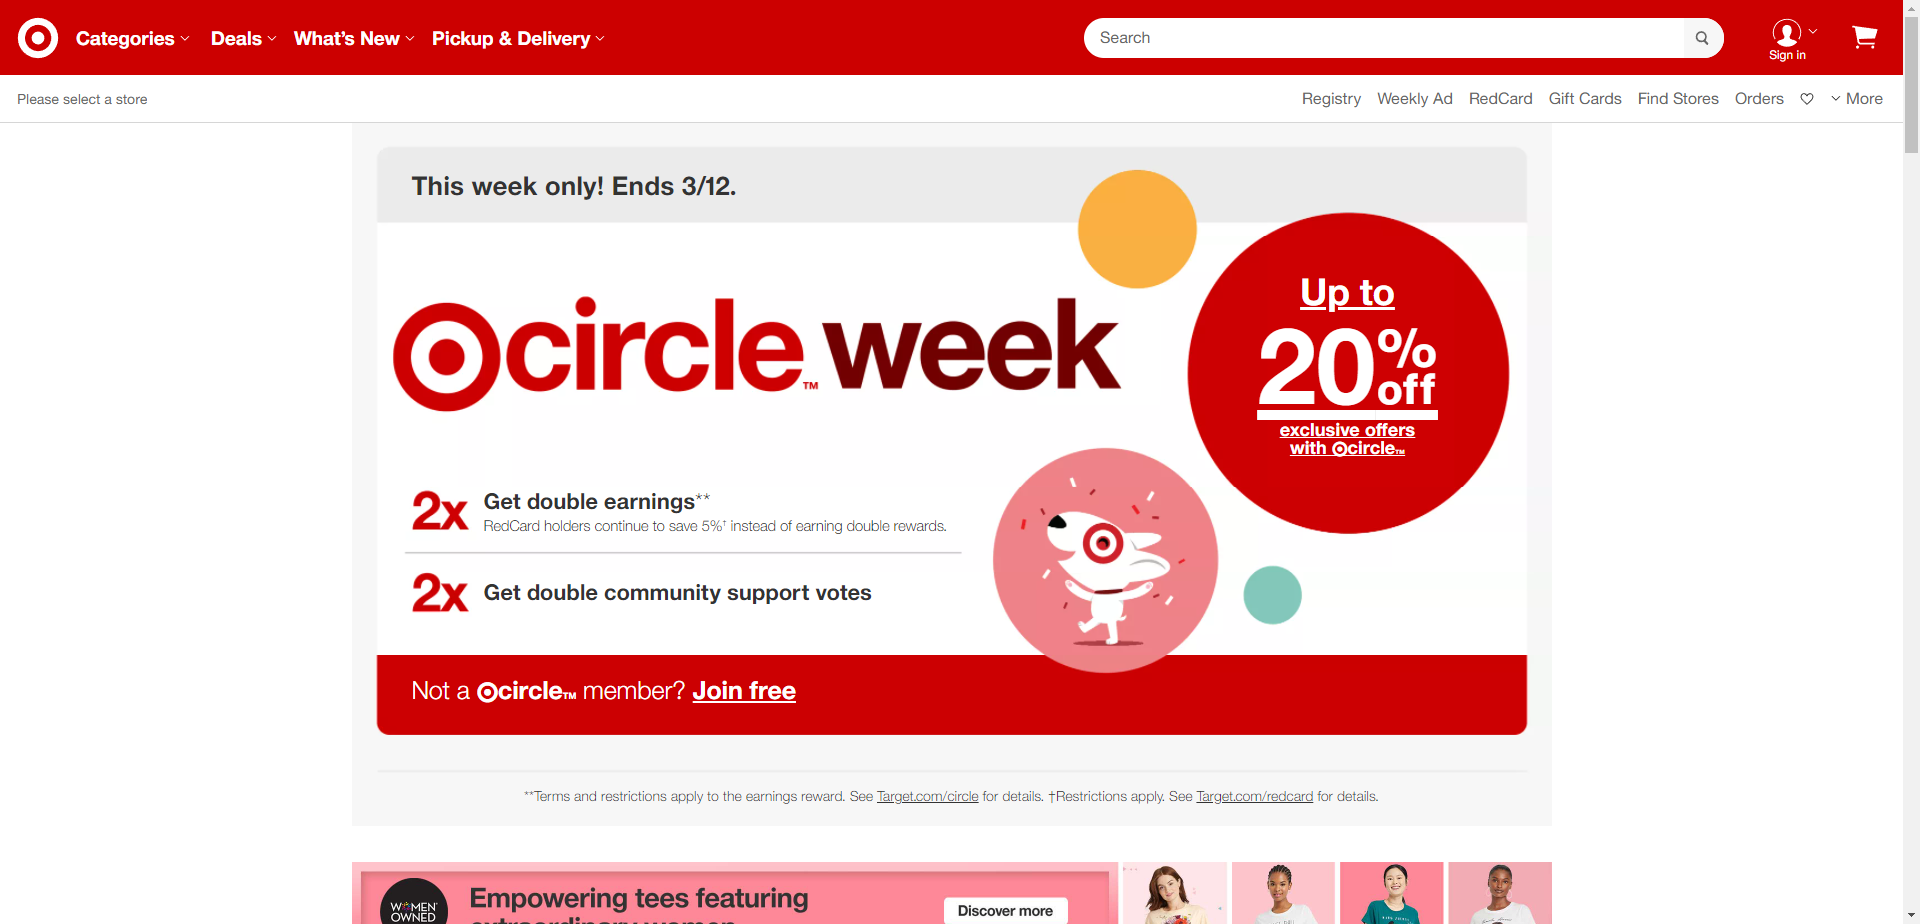 Categories Deals What's New Pickup & Delivery Search Sign in
Please select a store Registry Weekly Ad RedCard Gift Cards Find Stores Orders More
This week only! Ends 3/12.
circle™ week
Up to
20% off
exclusive offers
with circle™
2x Get double earnings**
RedCard holders continue to save 5%† instead of earning double rewards.
2x Get double community support votes
Not a circle™ member? Join free
**Terms and restrictions apply to the earnings reward. See Target.com/circle for details. †Restrictions apply. See Target.com/redcard for details.
WOMEN
OWNED
Empowering tees featuring
extraordinary women
Discover more